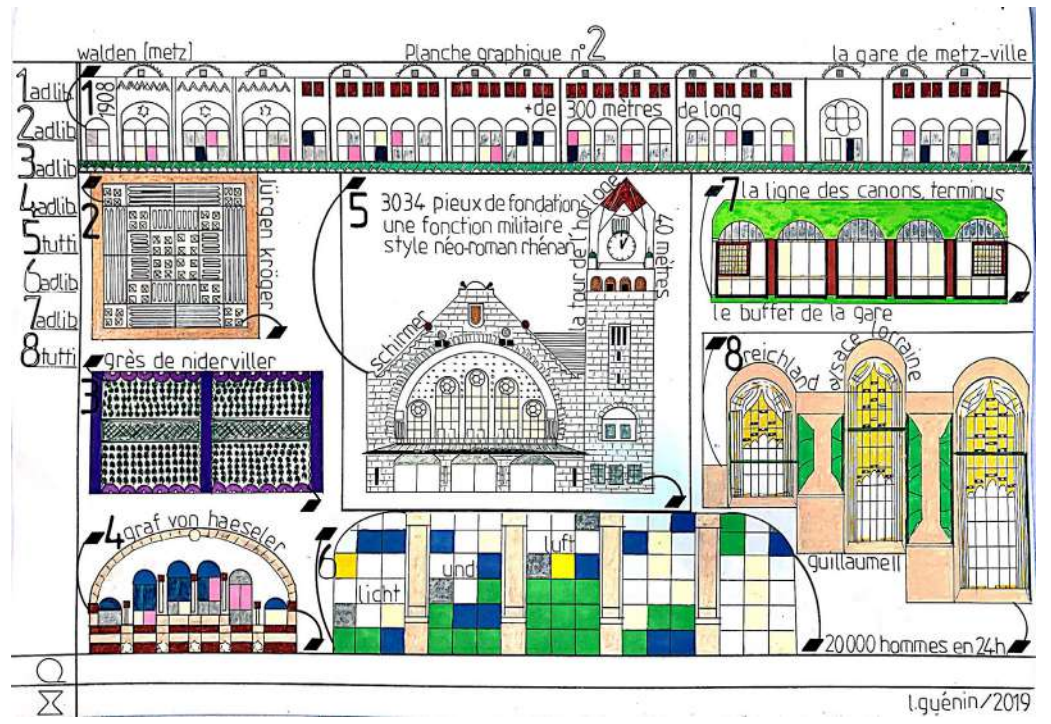 walden [metz]
Planche graphique n°2
la gare de metz-ville
1adlib
2adlib
3adlib
4adlib
5tutti
6adlib
7adlib
8tutti
1
1908
+de 300 mètres de long
2
Jürgen kröger
3
grès de niderviller
4
graf von haeseler
5
3034 pieux de fondation
une fonction militaire
style néo-roman rhénan
schirmer
la tour de l'horloge
40 mètres
6
licht
und
luft
7
la ligne des canons, terminus
le buffet de la gare
8
reichland
alsace lorraine
guillaumeII
20000 hommes en 24h
l.guénin/2019